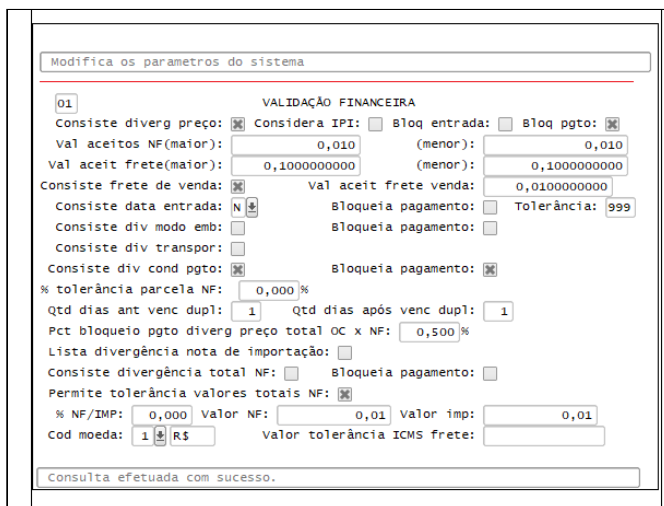 Modifica os parametros do sistema
01 VALIDAÇÃO FINANCEIRA
Consiste diverg preço: Considera IPI: Bloq entrada: Bloq pgto:
Val aceitos NF(maior): 0,010 (menor): 0,010
Val aceit frete(maior): 0,1000000000 (menor): 0,1000000000
Consiste frete de venda: Val aceit frete venda: 0,0100000000
Consiste data entrada: N Bloqueia pagamento: Tolerância: 999
Consiste div modo emb: Bloqueia pagamento:
Consiste div transpor:
Consiste div cond pgto: Bloqueia pagamento:
% tolerância parcela NF: 0,000 %
Qtd dias ant venc dupl: 1 Qtd dias após venc dupl: 1
Pct bloqueio pgto diverg preço total OC x NF: 0,500 %
Lista divergência nota de importação:
Consiste divergência total NF: Bloqueia pagamento:
Permite tolerância valores totais NF:
% NF/IMP: 0,000 Valor NF: 0,01 Valor imp: 0,01
Cod moeda: 1 R$ Valor tolerância ICMS frete:
Consulta efetuada com sucesso.